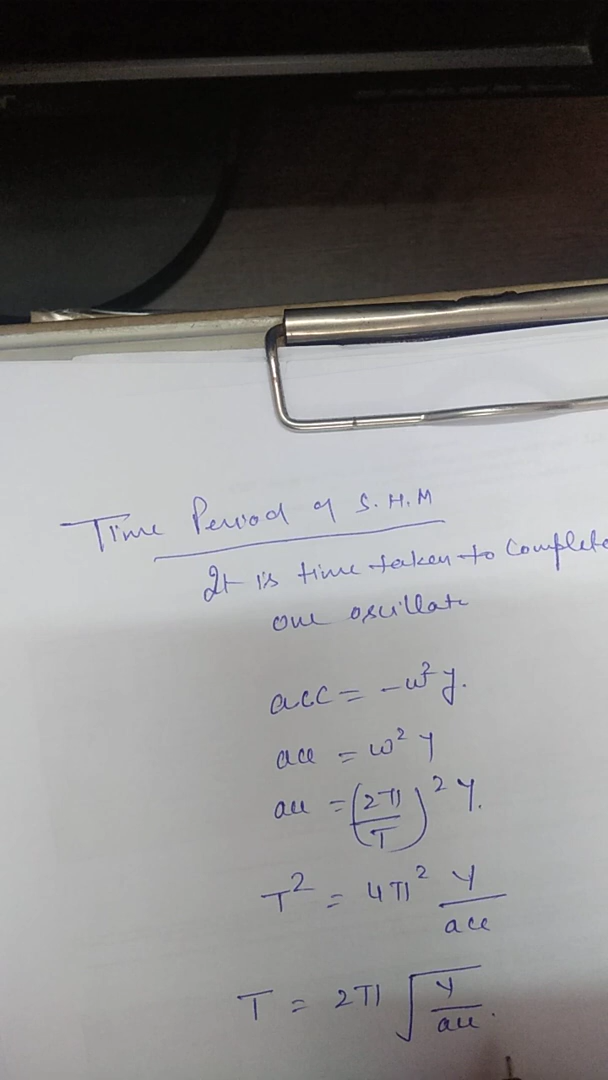 Time Period of S.H.M
It is time taken to complete
one oscillate
acc = -ω²y.
acc = ω² y
acc = (2π/T)² y.
T² = 4π² y/acc
T = 2π √(y/acc).